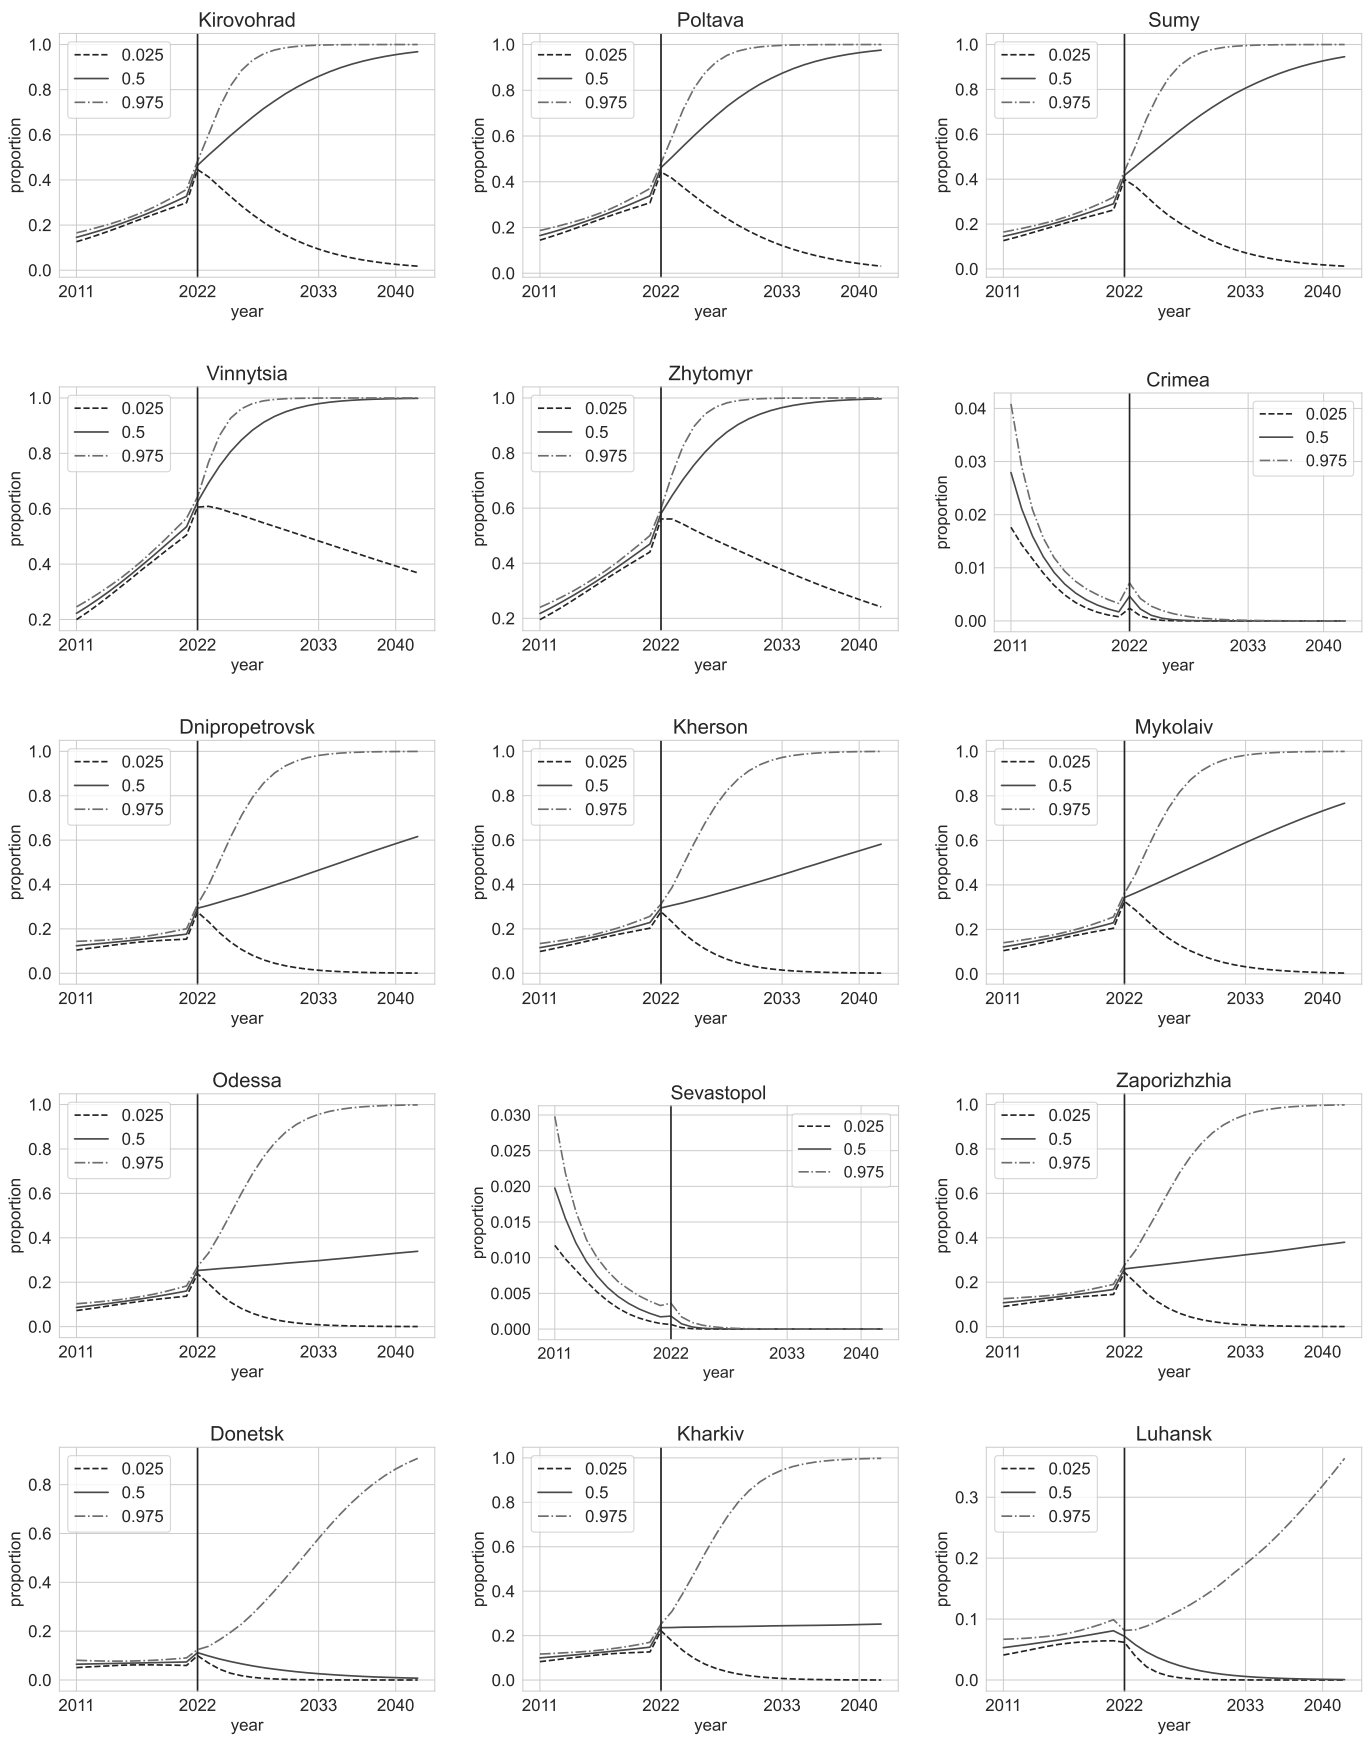 Kirovohrad
proportion
1.0
0.8
0.6
0.4
0.2
0.0
0.025
0.5
0.975
2011 2022 2033 2040
year
Poltava
proportion
1.0
0.8
0.6
0.4
0.2
0.0
0.025
0.5
0.975
2011 2022 2033 2040
year
Sumy
proportion
1.0
0.8
0.6
0.4
0.2
0.0
0.025
0.5
0.975
2011 2022 2033 2040
year
Vinnytsia
proportion
1.0
0.8
0.6
0.4
0.2
0.025
0.5
0.975
2011 2022 2033 2040
year
Zhytomyr
proportion
1.0
0.8
0.6
0.4
0.2
0.025
0.5
0.975
2011 2022 2033 2040
year
Crimea
proportion
0.04
0.03
0.02
0.01
0.00
0.025
0.5
0.975
2011 2022 2033 2040
year
Dnipropetrovsk
proportion
1.0
0.8
0.6
0.4
0.2
0.0
0.025
0.5
0.975
2011 2022 2033 2040
year
Kherson
proportion
1.0
0.8
0.6
0.4
0.2
0.0
0.025
0.5
0.975
2011 2022 2033 2040
year
Mykolaiv
proportion
1.0
0.8
0.6
0.4
0.2
0.0
0.025
0.5
0.975
2011 2022 2033 2040
year
Odessa
proportion
1.0
0.8
0.6
0.4
0.2
0.0
0.025
0.5
0.975
2011 2022 2033 2040
year
Sevastopol
proportion
0.030
0.025
0.020
0.015
0.010
0.005
0.000
0.025
0.5
0.975
2011 2022 2033 2040
year
Zaporizhzhia
proportion
1.0
0.8
0.6
0.4
0.2
0.0
0.025
0.5
0.975
2011 2022 2033 2040
year
Donetsk
proportion
0.8
0.6
0.4
0.2
0.0
0.025
0.5
0.975
2011 2022 2033 2040
year
Kharkiv
proportion
1.0
0.8
0.6
0.4
0.2
0.0
0.025
0.5
0.975
2011 2022 2033 2040
year
Luhansk
proportion
0.3
0.2
0.1
0.0
0.025
0.5
0.975
2011 2022 2033 2040
year